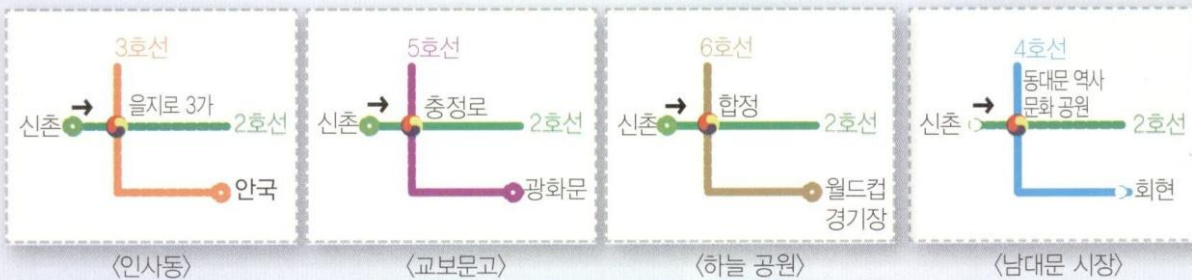 3호선
을지로 3가
신촌
2호선
안국
〈인사동〉
5호선
충정로
신촌
2호선
광화문
〈교보문고〉
6호선
합정
신촌
2호선
월드컵
경기장
〈하늘 공원〉
4호선
동대문 역사
문화 공원
신촌
2호선
회현
〈남대문 시장〉